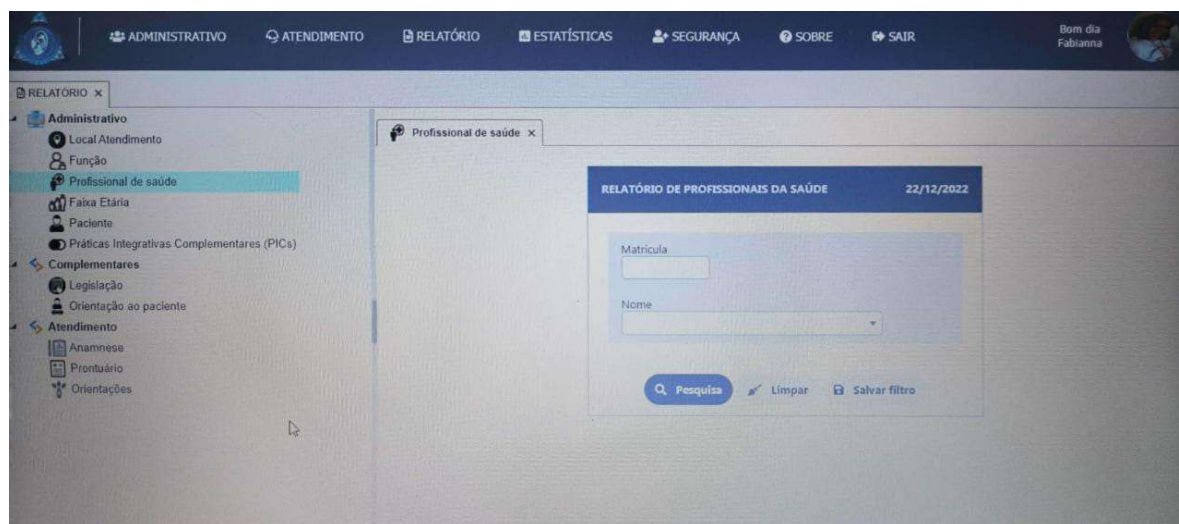 ADMINISTRATIVO ATENDIMENTO RELATÓRIO ESTATÍSTICAS SEGURANÇA SOBRE SAIR
Bom dia
Fabianna
RELATÓRIO x
Administrativo
Local Atendimento
Função
Profissional de saúde
Faixa Etária
Paciente
Práticas Integrativas Complementares (PICs)
Complementares
Legislação
Orientação ao paciente
Atendimento
Anamnese
Prontuário
Orientações
Profissional de saúde x
RELATÓRIO DE PROFISSIONAIS DA SAÚDE 22/12/2022
Matricula
Nome
Pesquisa Limpar Salvar filtro